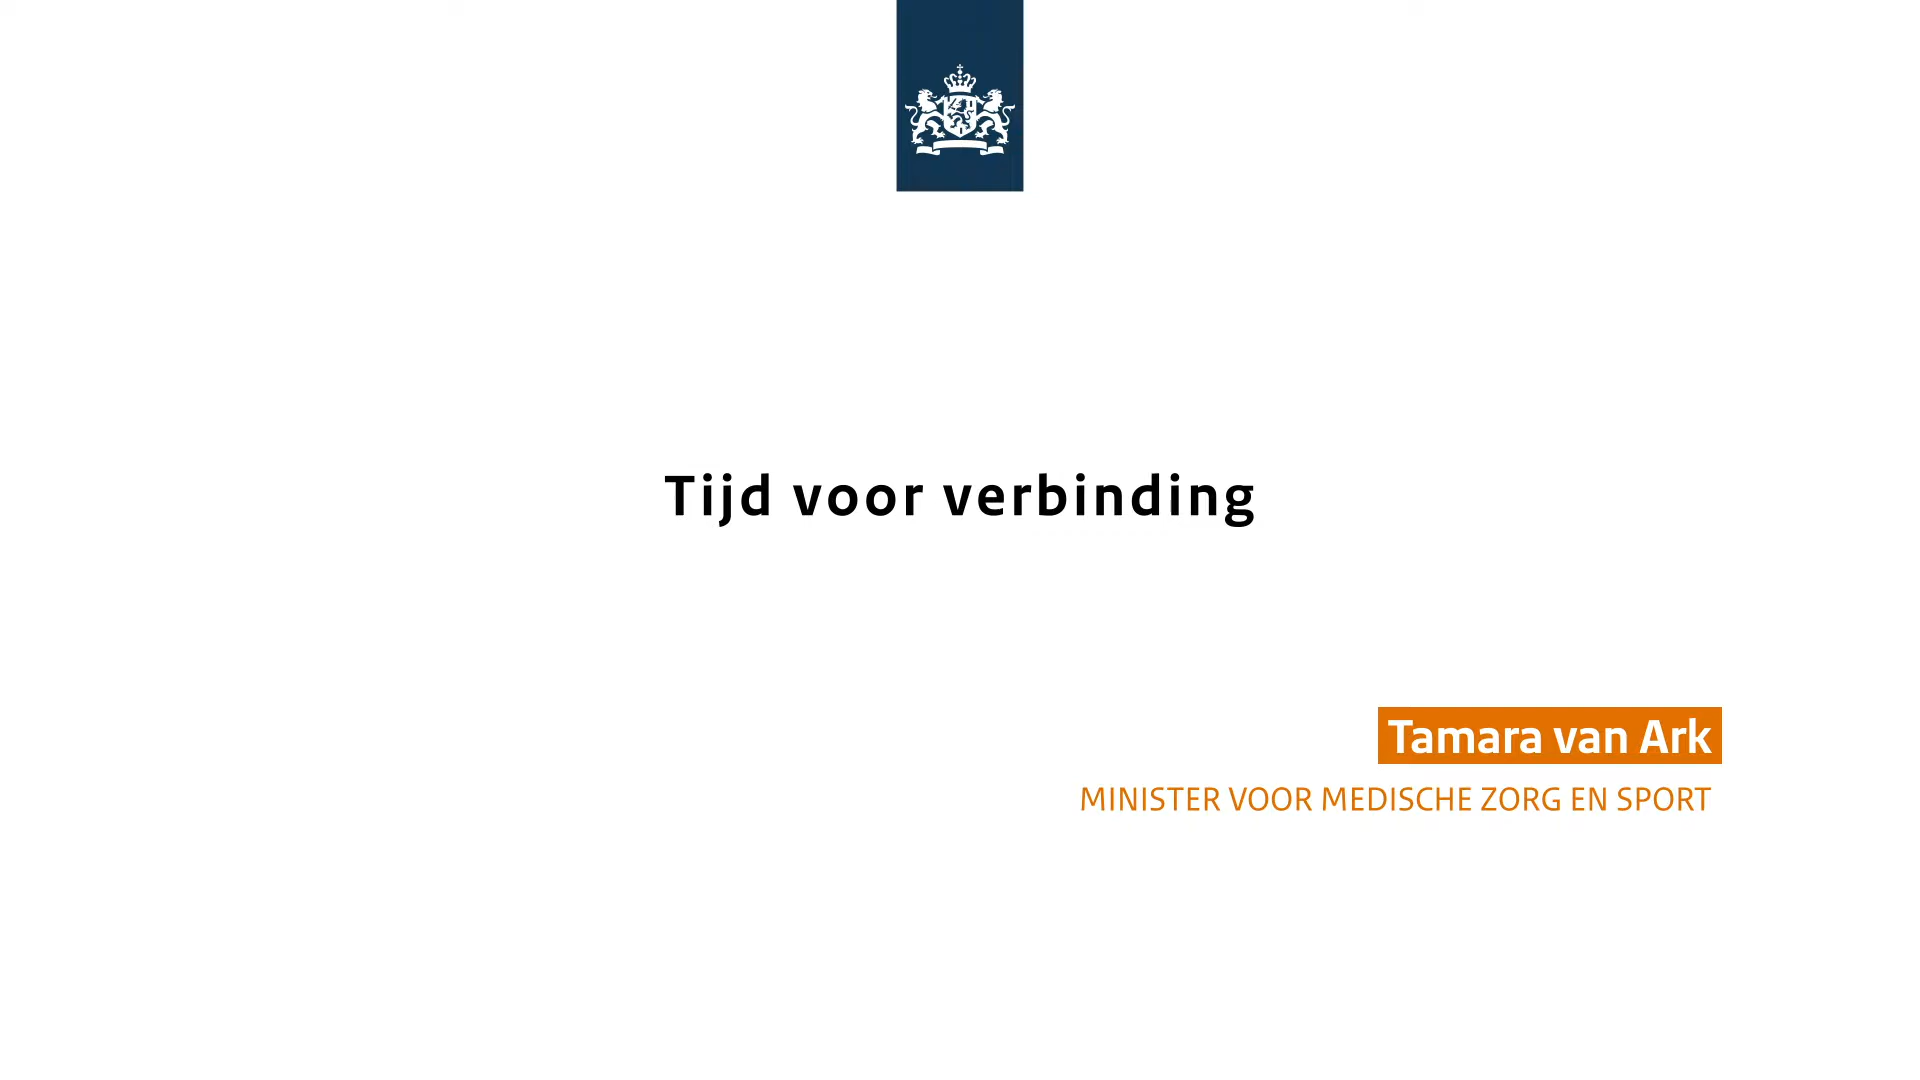 Tijd voor verbinding
Tamara van Ark
MINISTER VOOR MEDISCHE ZORG EN SPORT